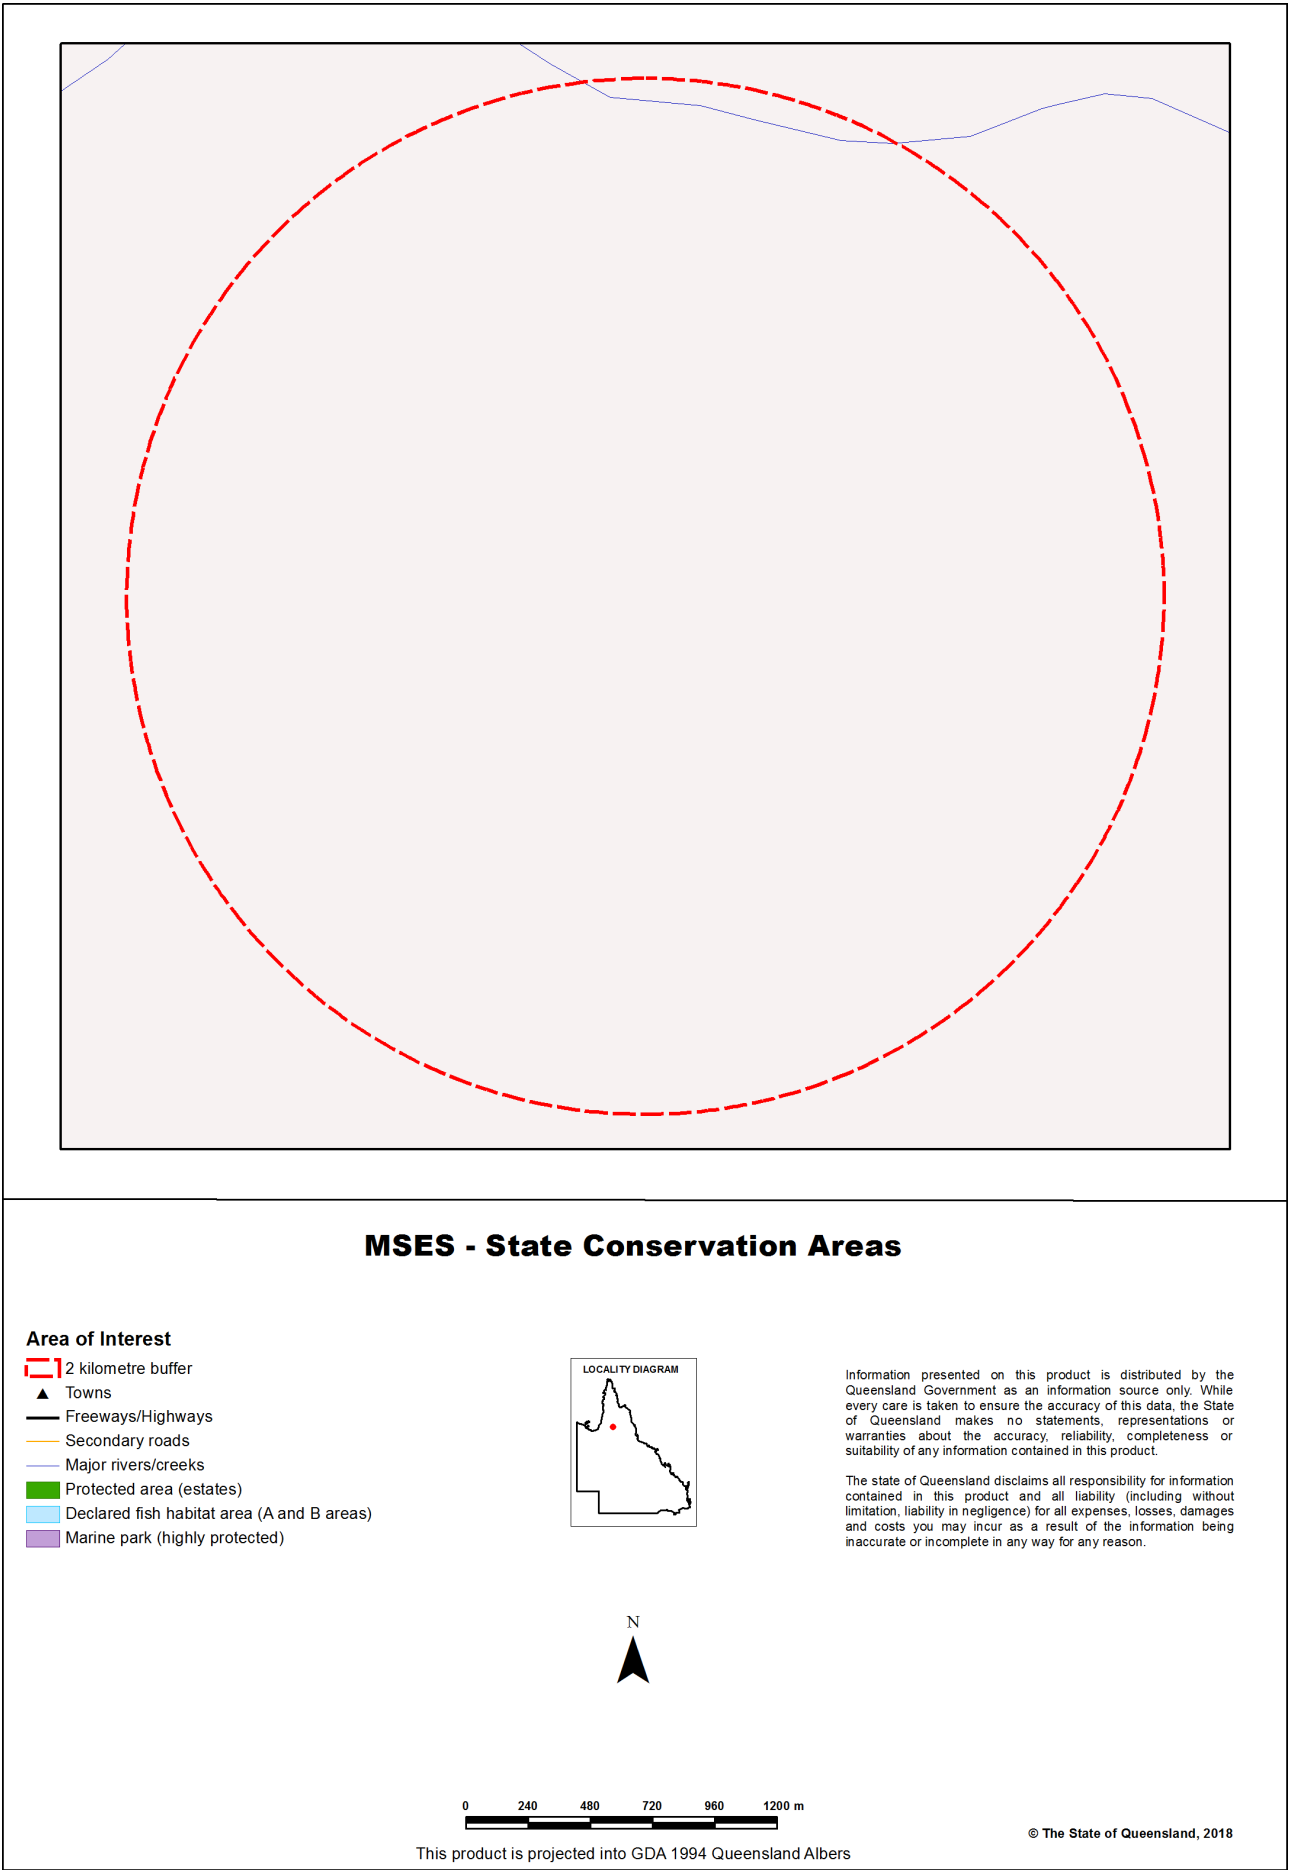 MSES - State Conservation Areas
Area of Interest
2 kilometre buffer
Towns
Freeways/Highways
Secondary roads
Major rivers/creeks
Protected area (estates)
Declared fish habitat area (A and B areas)
Marine park (highly protected)
LOCALITY DIAGRAM
Information presented on this product is distributed by the
Queensland Government as an information source only. While
every care is taken to ensure the accuracy of this data, the State
of Queensland makes no statements, representations or
warranties about the accuracy, reliability, completeness or
suitability of any information contained in this product.
The state of Queensland disclaims all responsibility for information
contained in this product and all liability (including without
limitation, liability in negligence) for all expenses, losses, damages
and costs you may incur as a result of the information being
inaccurate or incomplete in any way for any reason.
N
0 240 480 720 960 1200 m
This product is projected into GDA 1994 Queensland Albers
© The State of Queensland, 2018